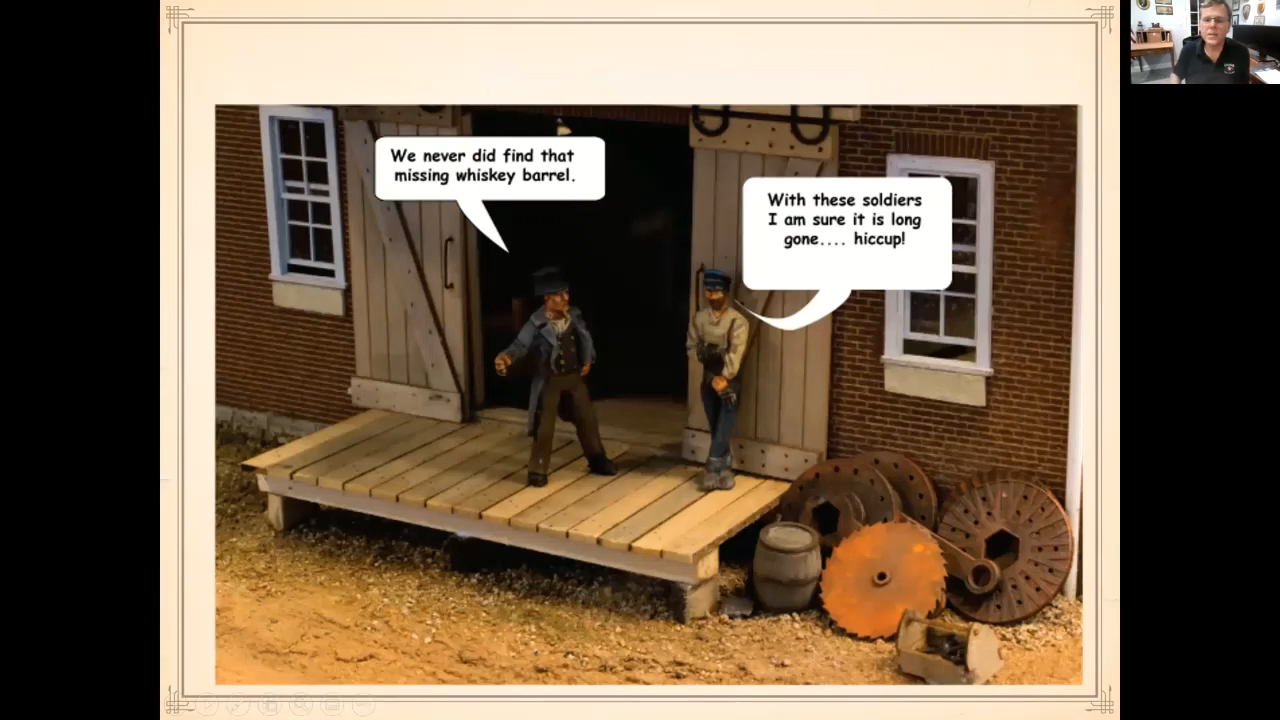 We never did find that
missing whiskey barrel.
With these soldiers
I am sure it is long
gone.... hiccup!